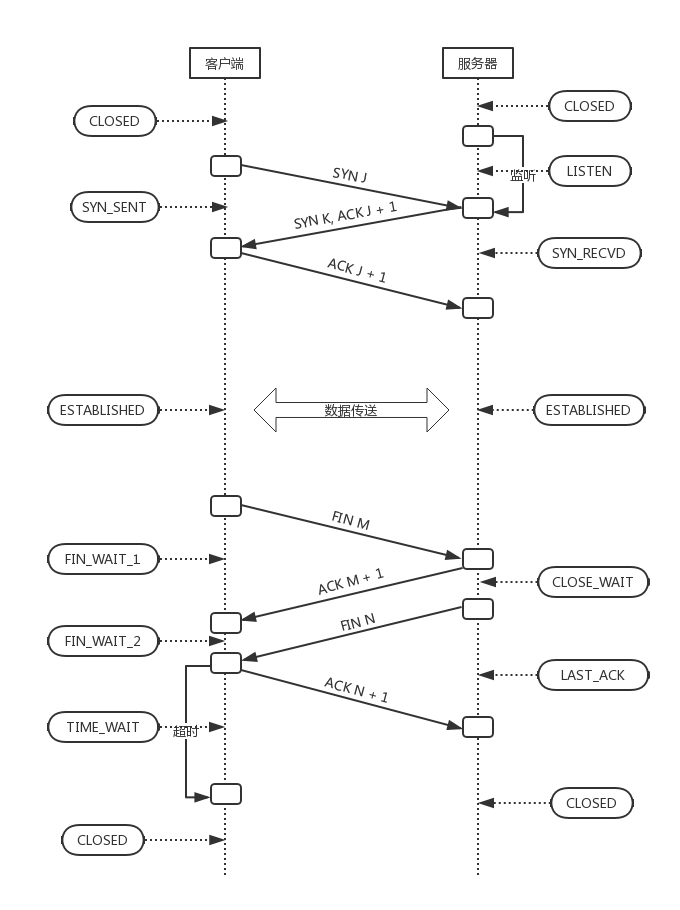 客户端
服务器
CLOSED
CLOSED
SYN J
监听
LISTEN
SYN_SENT
SYN K, ACK J + 1
SYN_RECVD
ACK J + 1
ESTABLISHED
数据传送
ESTABLISHED
FIN M
FIN_WAIT_1
ACK M + 1
CLOSE_WAIT
FIN N
FIN_WAIT_2
LAST_ACK
ACK N + 1
TIME_WAIT
超时
CLOSED
CLOSED